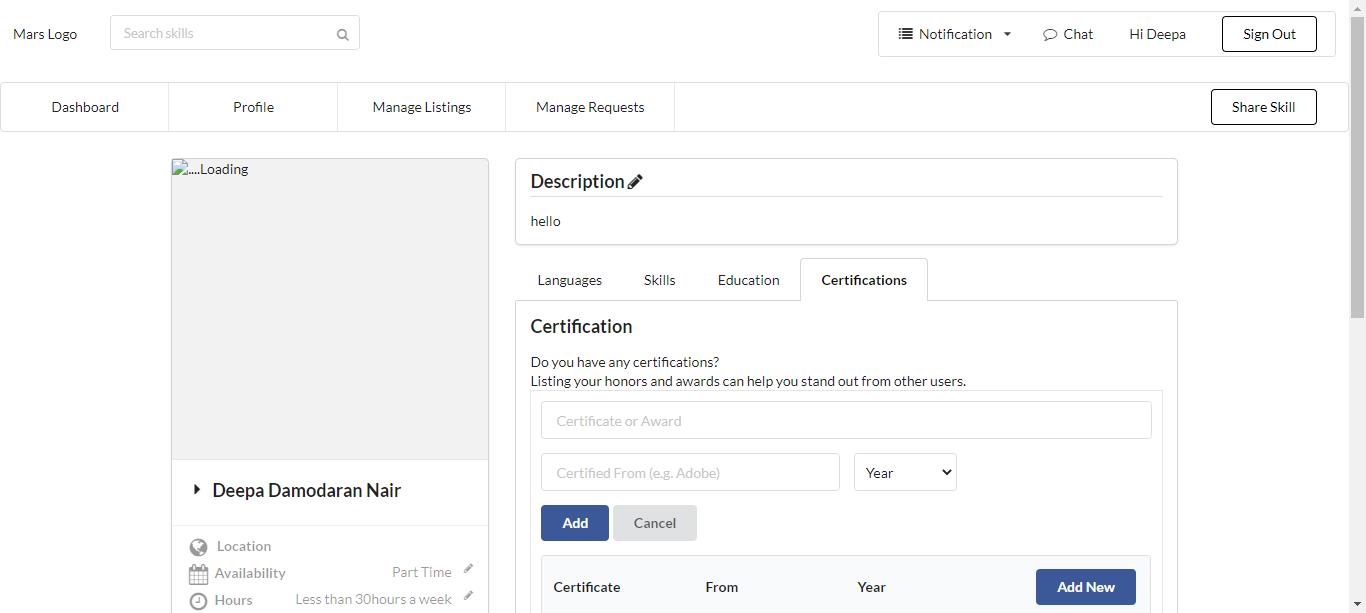 Mars Logo
Search skills
Notification
Chat
Hi Deepa
Sign Out
Dashboard
Profile
Manage Listings
Manage Requests
Share Skill
....Loading
Deepa Damodaran Nair
Location
Availability Part Time
Hours Less than 30hours a week
Description
hello
Languages
Skills
Education
Certifications
Certification
Do you have any certifications?
Listing your honors and awards can help you stand out from other users.
Certificate or Award
Certified From (e.g. Adobe)
Year
Add
Cancel
Certificate From Year Add New